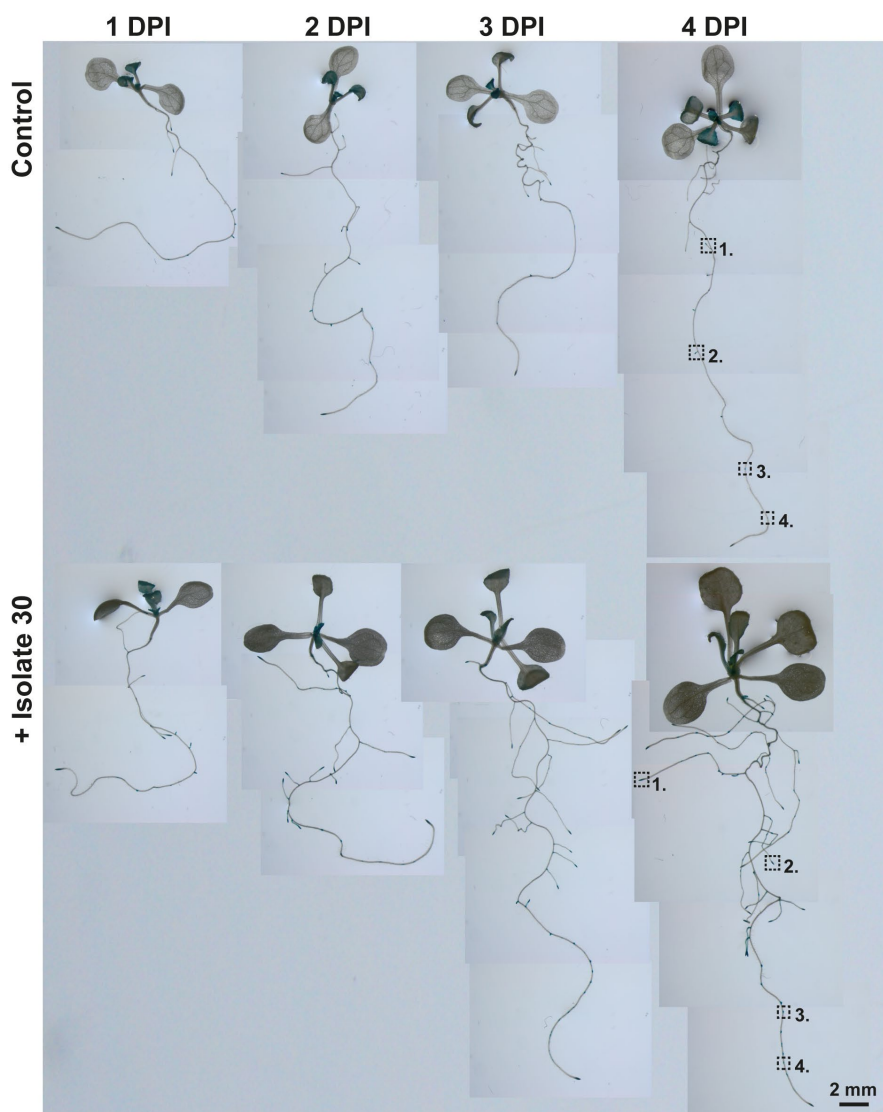 1 DPI 2 DPI 3 DPI 4 DPI
Control
1.
2.
3.
4.
+ Isolate 30
1.
2.
3.
4.
2 mm